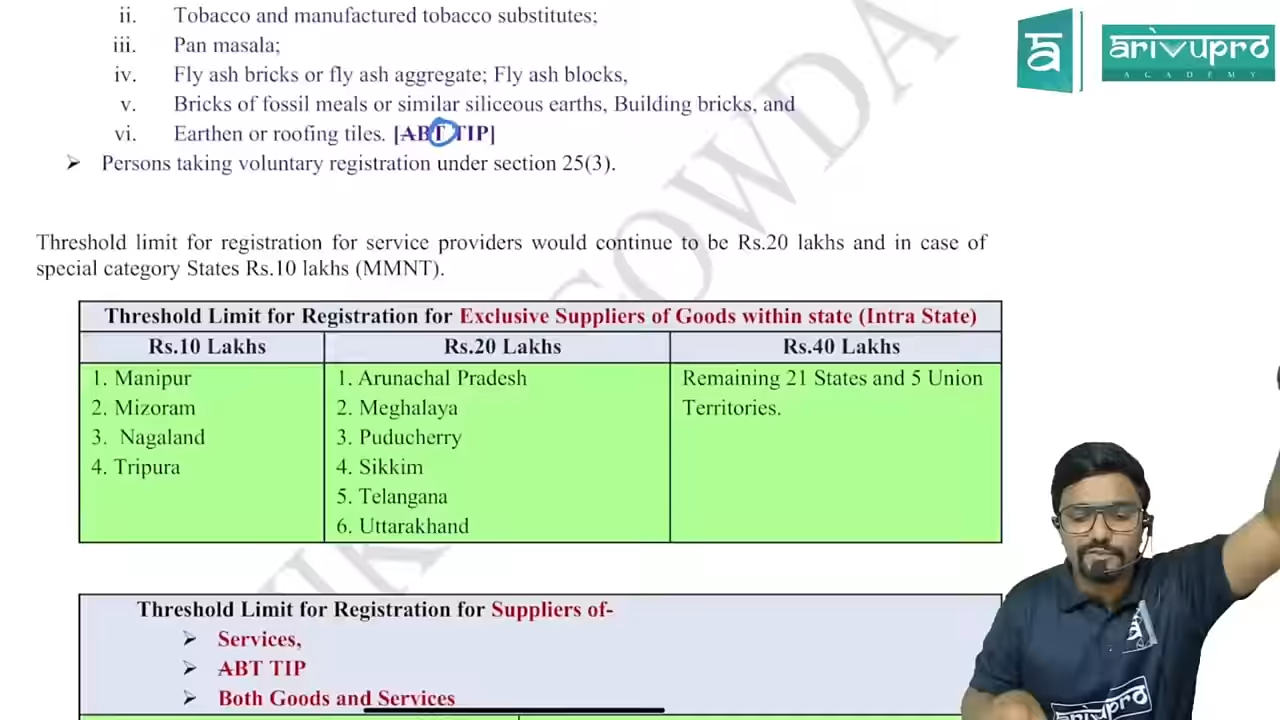 ii. Tobacco and manufactured tobacco substitutes;
iii. Pan masala;
iv. Fly ash bricks or fly ash aggregate; Fly ash blocks,
v. Bricks of fossil meals or similar siliceous earths, Building bricks, and
vi. Earthen or roofing tiles. [ABT TIP]
➤ Persons taking voluntary registration under section 25(3).
Threshold limit for registration for service providers would continue to be Rs.20 lakhs and in case of
special category States Rs.10 lakhs (MMNT).
Threshold Limit for Registration for Exclusive Suppliers of Goods within state (Intra State)
Rs.10 Lakhs Rs.20 Lakhs Rs.40 Lakhs
1. Manipur
2. Mizoram
3. Nagaland
4. Tripura
1. Arunachal Pradesh
2. Meghalaya
3. Puducherry
4. Sikkim
5. Telangana
6. Uttarakhand
Remaining 21 States and 5 Union
Territories.
Threshold Limit for Registration for Suppliers of-
➤ Services,
➤ ABT TIP
➤ Both Goods and Services
arivupro
ACADEMY
GOWDA
arivupro